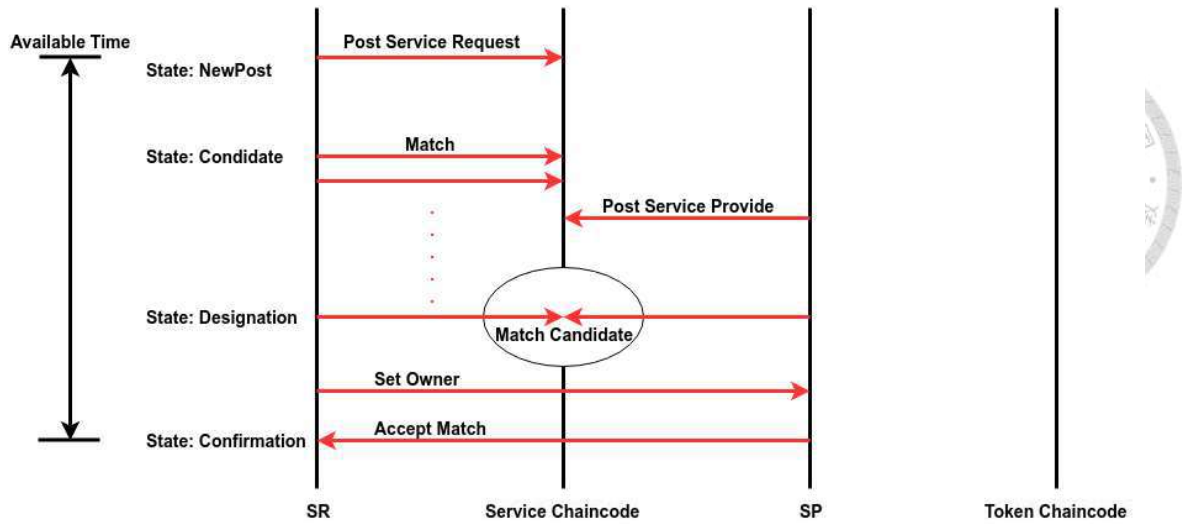 Available Time
Post Service Request
State: NewPost
State: Condidate
Match
Post Service Provide
State: Designation
Match Candidate
Set Owner
State: Confirmation
Accept Match
SR
Service Chaincode
SP
Token Chaincode